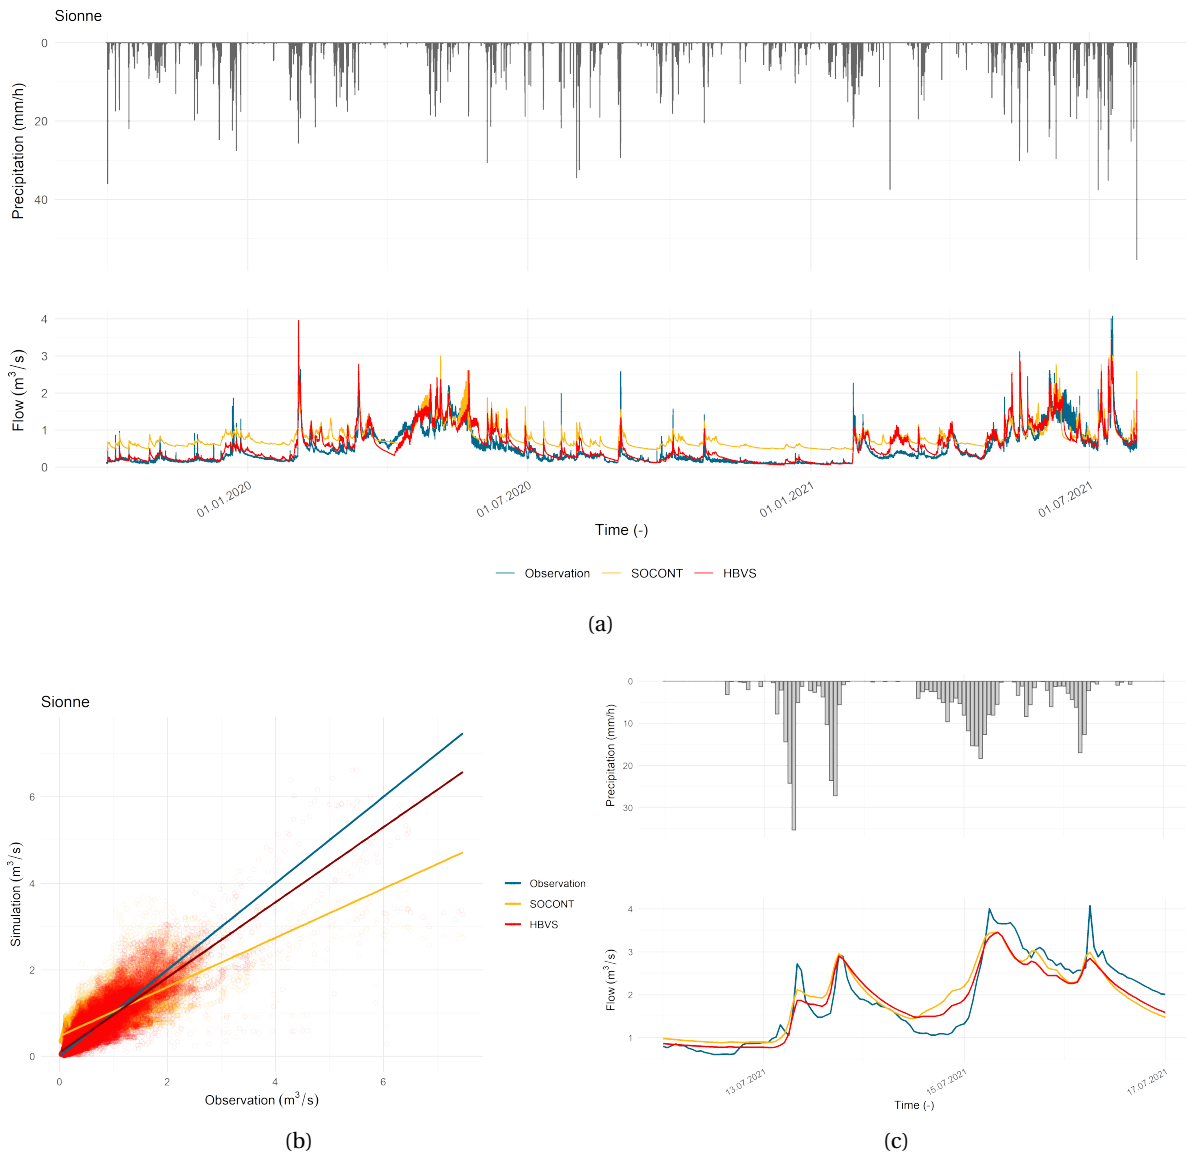 Sionne
0
20
40
Precipitation (mm/h)
4
3
2
1
0
Flow (m³/s)
01.01.2020
01.07.2020
01.01.2021
01.07.2021
Time (-)
Observation SOCONT HBVS
(a)
Sionne
6
4
2
0
Simulation (m³/s)
0 2 4 6
Observation (m³/s)
Observation
SOCONT
HBVS
(b)
0
10
20
30
Precipitation (mm/h)
4
3
2
1
Flow (m³/s)
13.07.2021
15.07.2021
17.07.2021
Time (-)
(c)